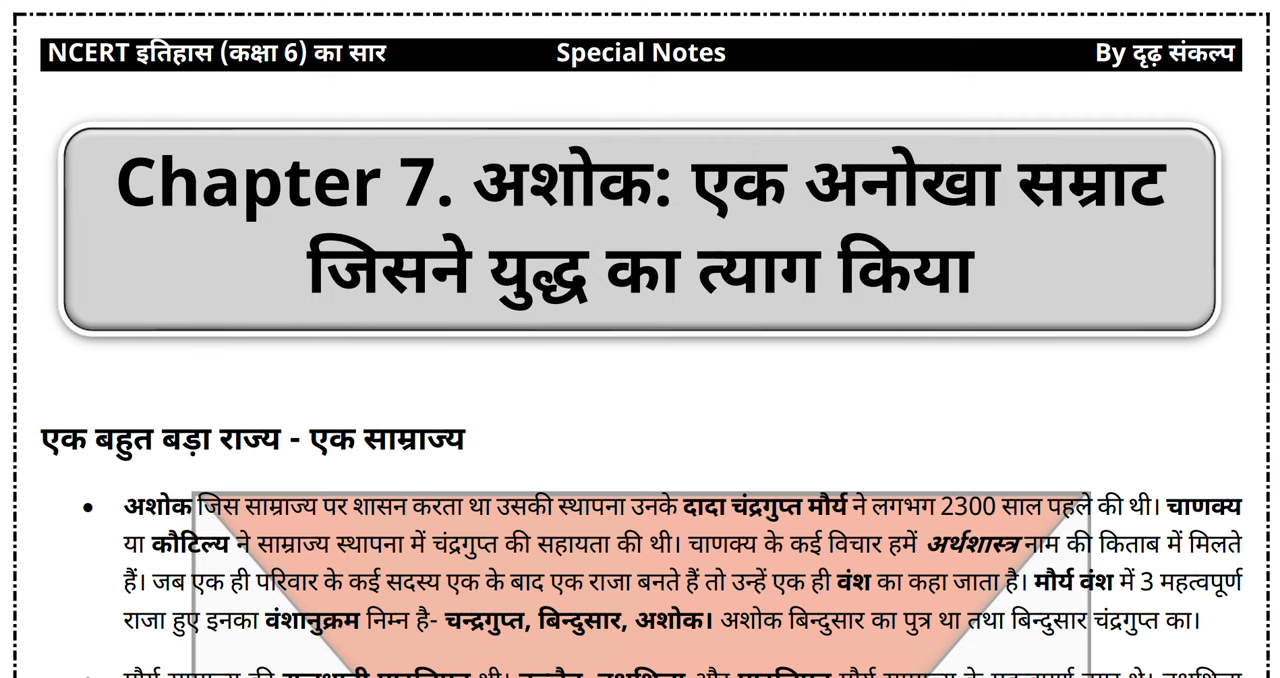 NCERT इतिहास (कक्षा 6) का सार Special Notes By दृढ़ संकल्प
Chapter 7. अशोक: एक अनोखा सम्राट
जिसने युद्ध का त्याग किया
एक बहुत बड़ा राज्य - एक साम्राज्य
• अशोक जिस साम्राज्य पर शासन करता था उसकी स्थापना उनके दादा चंद्रगुप्त मौर्य ने लगभग 2300 साल पहले की थी। चाणक्य
या कौटिल्य ने साम्राज्य स्थापना में चंद्रगुप्त की सहायता की थी। चाणक्य के कई विचार हमें अर्थशास्त्र नाम की किताब में मिलते
हैं। जब एक ही परिवार के कई सदस्य एक के बाद एक राजा बनते हैं तो उन्हें एक ही वंश का कहा जाता है। मौर्य वंश में 3 महत्वपूर्ण
राजा हुए इनका वंशानुक्रम निम्न है- चन्द्रगुप्त, बिन्दुसार, अशोक। अशोक बिन्दुसार का पुत्र था तथा बिन्दुसार चंद्रगुप्त का।